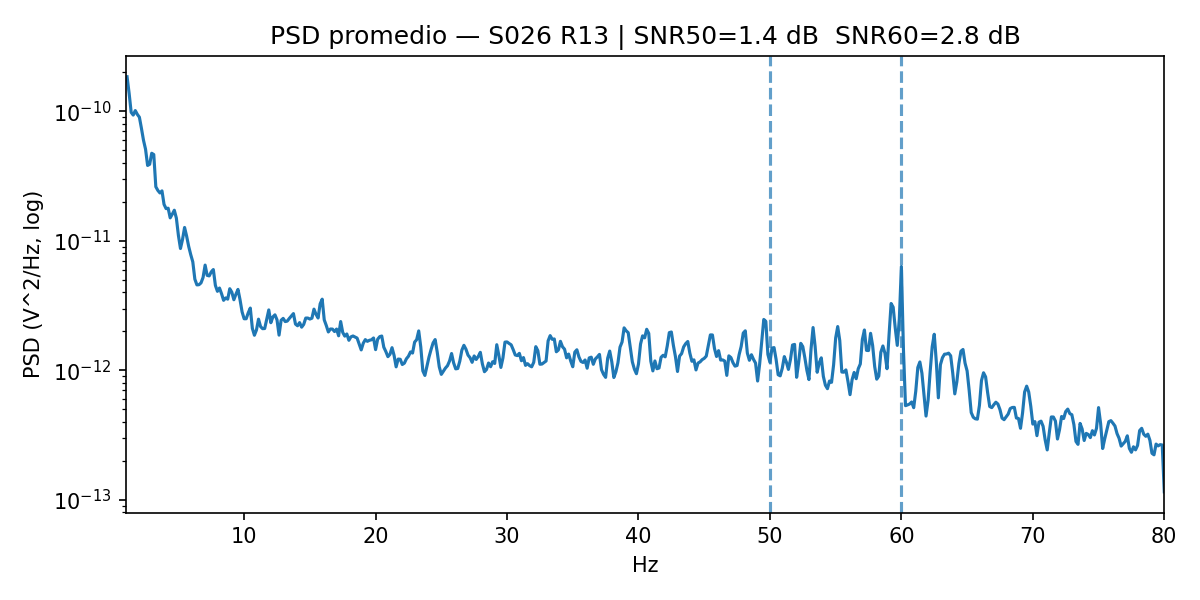 PSD promedio — S026 R13 | SNR50=1.4 dB  SNR60=2.8 dB
PSD (V^2/Hz, log)
10⁻¹⁰
10⁻¹¹
10⁻¹²
10⁻¹³
10 20 30 40 50 60 70 80
Hz